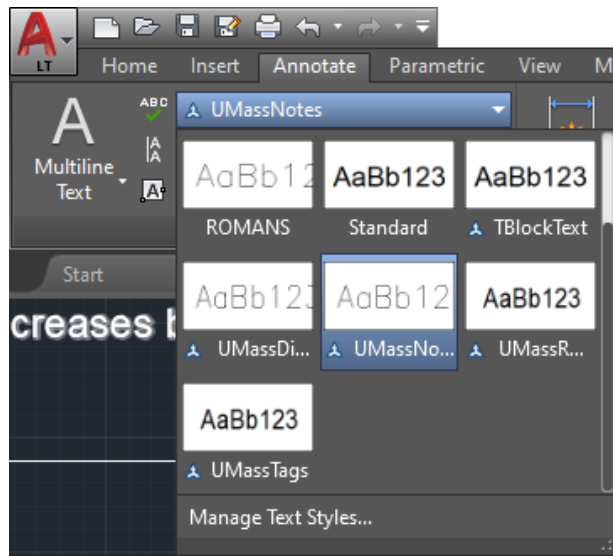 A
LT
Home Insert Annotate Parametric View M
A
Multiline
Text
ABC
A
A
A
UMassNotes
AaBb12 AaBb123 AaBb123
ROMANS Standard TBlockText
AaBb123 AaBb12 AaBb123
UMassDi... UMassNo... UMassR...
AaBb123
UMassTags
Manage Text Styles...
Start
creases b